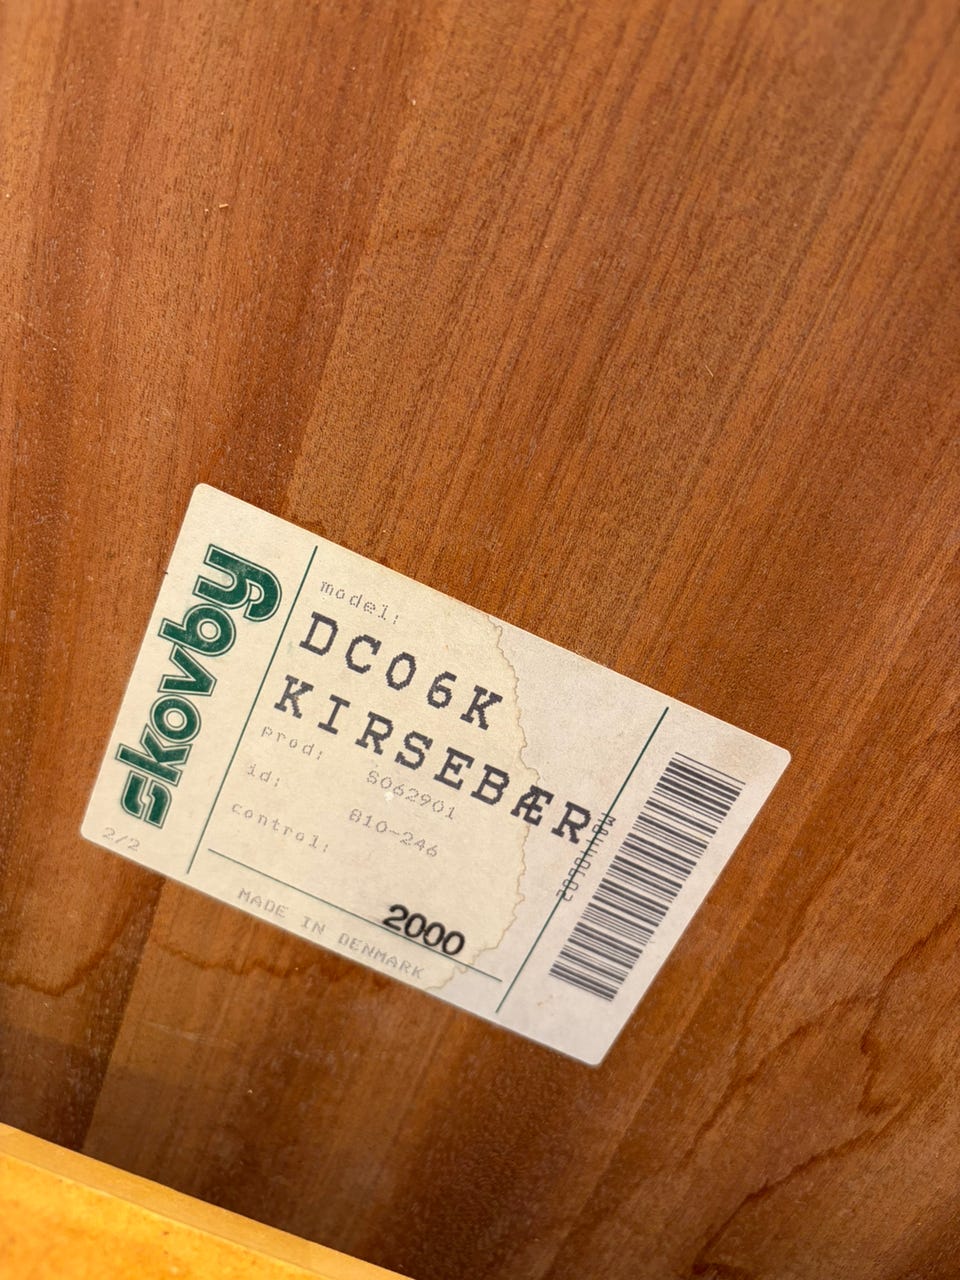 skovby
2/2
model:
DC06K
KIRSEBÆR
prod: S062901
id: 810-246
control:
2000
MADE IN DENMARK